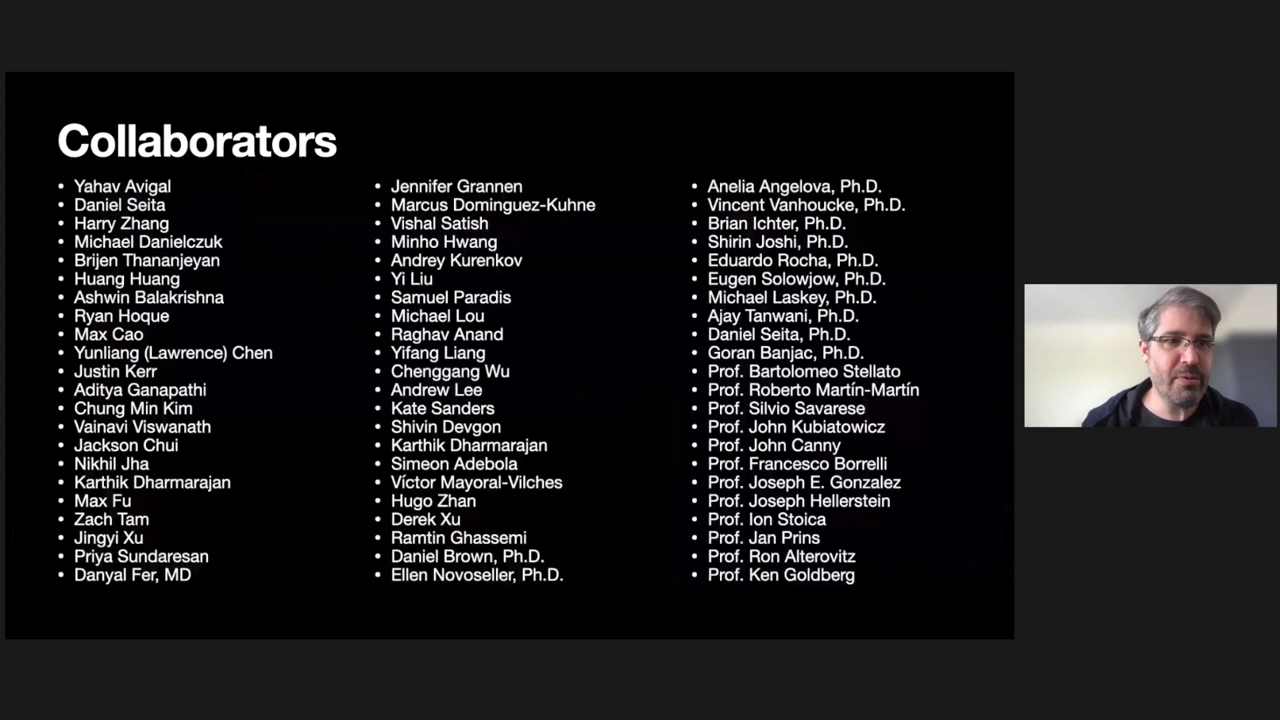 Collaborators
• Yahav Avigal
• Daniel Seita
• Harry Zhang
• Michael Danielczuk
• Brijen Thananjeyan
• Huang Huang
• Ashwin Balakrishna
• Ryan Hoque
• Max Cao
• Yunliang (Lawrence) Chen
• Justin Kerr
• Aditya Ganapathi
• Chung Min Kim
• Vainavi Viswanath
• Jackson Chui
• Nikhil Jha
• Karthik Dharmarajan
• Max Fu
• Zach Tam
• Jingyi Xu
• Priya Sundaresan
• Danyal Fer, MD
• Jennifer Grannen
• Marcus Dominguez-Kuhne
• Vishal Satish
• Minho Hwang
• Andrey Kurenkov
• Yi Liu
• Samuel Paradis
• Michael Lou
• Raghav Anand
• Yifang Liang
• Chenggang Wu
• Andrew Lee
• Kate Sanders
• Shivin Devgon
• Karthik Dharmarajan
• Simeon Adebola
• Víctor Mayoral-Vilches
• Hugo Zhan
• Derek Xu
• Ramtin Ghassemi
• Daniel Brown, Ph.D.
• Ellen Novoseller, Ph.D.
• Anelia Angelova, Ph.D.
• Vincent Vanhoucke, Ph.D.
• Brian Ichter, Ph.D.
• Shirin Joshi, Ph.D.
• Eduardo Rocha, Ph.D.
• Eugen Solowjow, Ph.D.
• Michael Laskey, Ph.D.
• Ajay Tanwani, Ph.D.
• Daniel Seita, Ph.D.
• Goran Banjac, Ph.D.
• Prof. Bartolomeo Stellato
• Prof. Roberto Martín-Martín
• Prof. Silvio Savarese
• Prof. John Kubiatowicz
• Prof. John Canny
• Prof. Francesco Borrelli
• Prof. Joseph E. Gonzalez
• Prof. Joseph Hellerstein
• Prof. Ion Stoica
• Prof. Jan Prins
• Prof. Ron Alterovitz
• Prof. Ken Goldberg